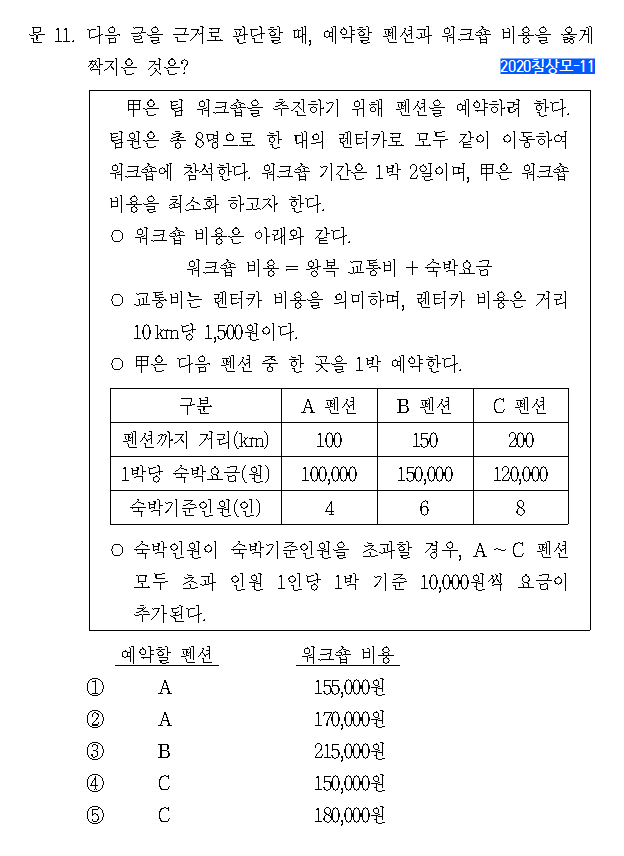 문 11. 다음 글을 근거로 판단할 때, 예약할 펜션과 워크숍 비용을 옳게
짝지은 것은?
2020침상모-11
甲은 팀 워크숍을 추진하기 위해 펜션을 예약하려 한다.
팀원은 총 8명으로 한 대의 렌터카로 모두 같이 이동하여
워크숍에 참석한다. 워크숍 기간은 1박 2일이며, 甲은 워크숍
비용을 최소화 하고자 한다.
○ 워크숍 비용은 아래와 같다.
워크숍 비용 = 왕복 교통비 + 숙박요금
○ 교통비는 렌터카 비용을 의미하며, 렌터카 비용은 거리
10 km당 1,500원이다.
○ 甲은 다음 펜션 중 한 곳을 1박 예약한다.
구분 A 펜션 B 펜션 C 펜션
펜션까지 거리(km) 100 150 200
1박당 숙박요금(원) 100,000 150,000 120,000
숙박기준인원(인) 4 6 8
○ 숙박인원이 숙박기준인원을 초과할 경우, A ~ C 펜션
모두 초과 인원 1인당 1박 기준 10,000원씩 요금이
추가된다.
예약할 펜션 워크숍 비용
① A 155,000원
② A 170,000원
③ B 215,000원
④ C 150,000원
⑤ C 180,000원